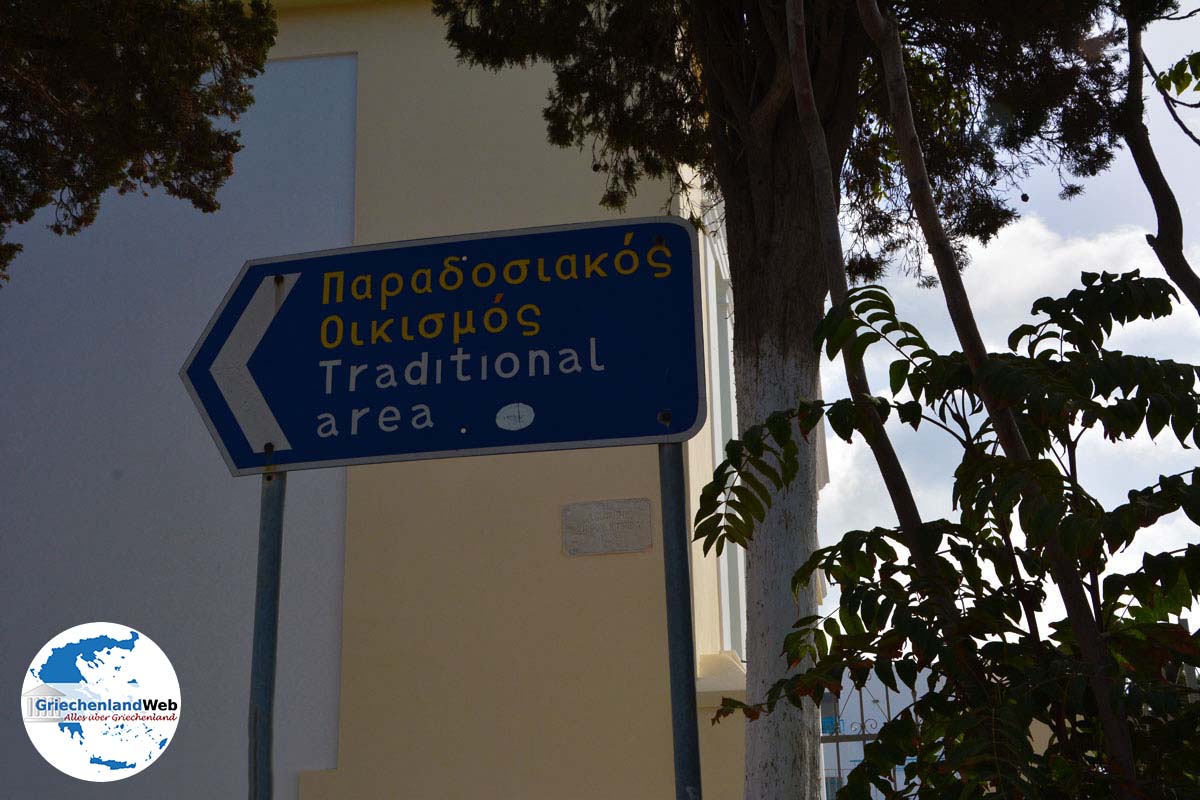 Παραδοσιακός
Οικισμός
Traditional
area
GriechenlandWeb
Alles über Griechenland